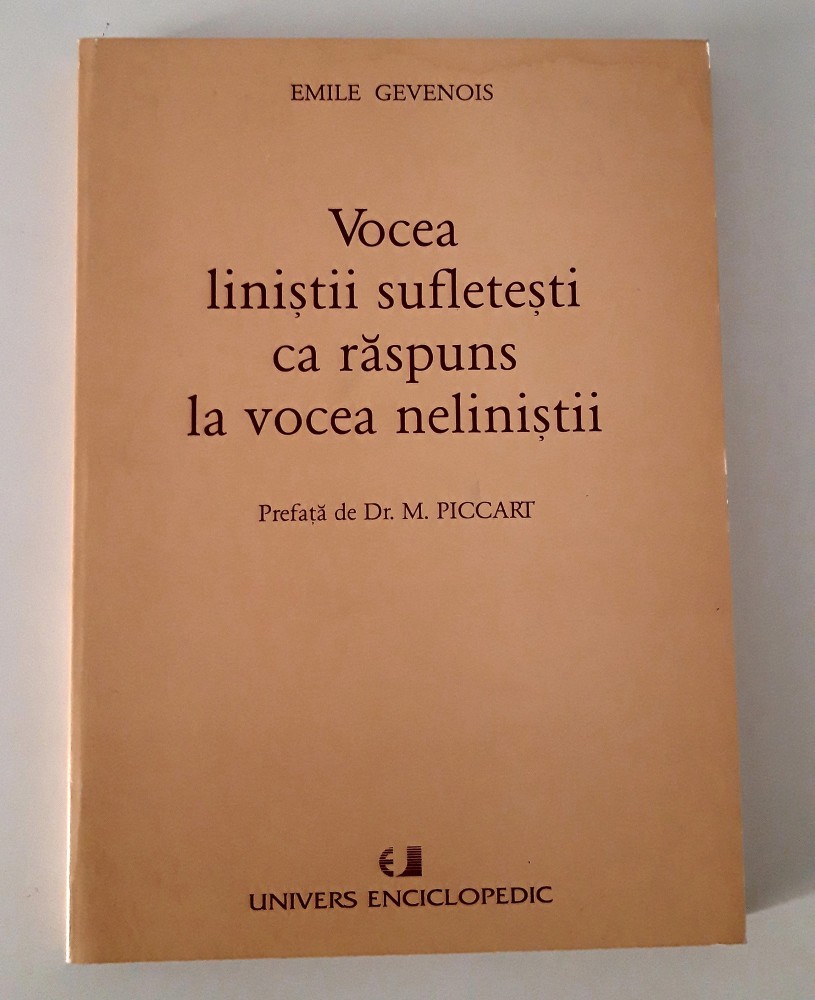 EMILE GEVENOIS
Vocea
liniștii sufletești
ca răspuns
la vocea neliniștii
Prefață de Dr. M. PICCART
UNIVERS ENCICLOPEDIC